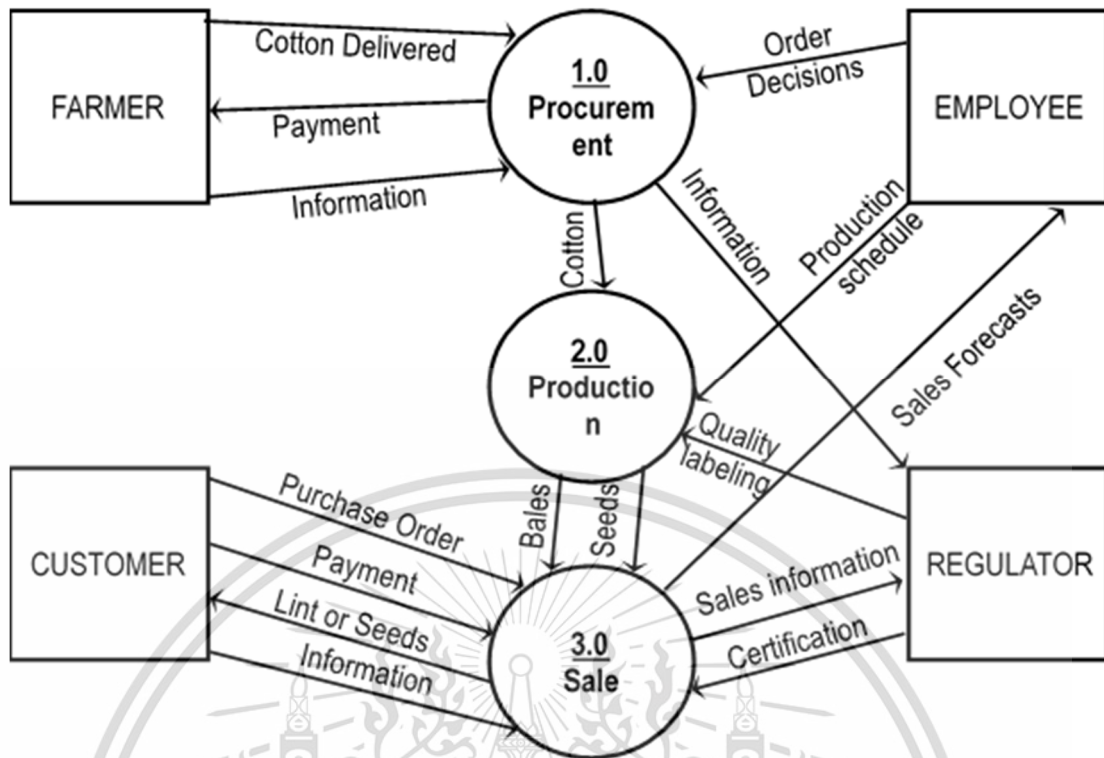 FARMER
Cotton Delivered
Payment
Information
1.0
Procurem
ent
Order
Decisions
EMPLOYEE
Cotton
Information
Production
schedule
2.0
Productio
n
Sales Forecasts
Quality
labeling
Bales
Seeds
CUSTOMER
Purchase Order
Payment
Lint or Seeds
Information
3.0
Sale
Sales information
Certification
REGULATOR